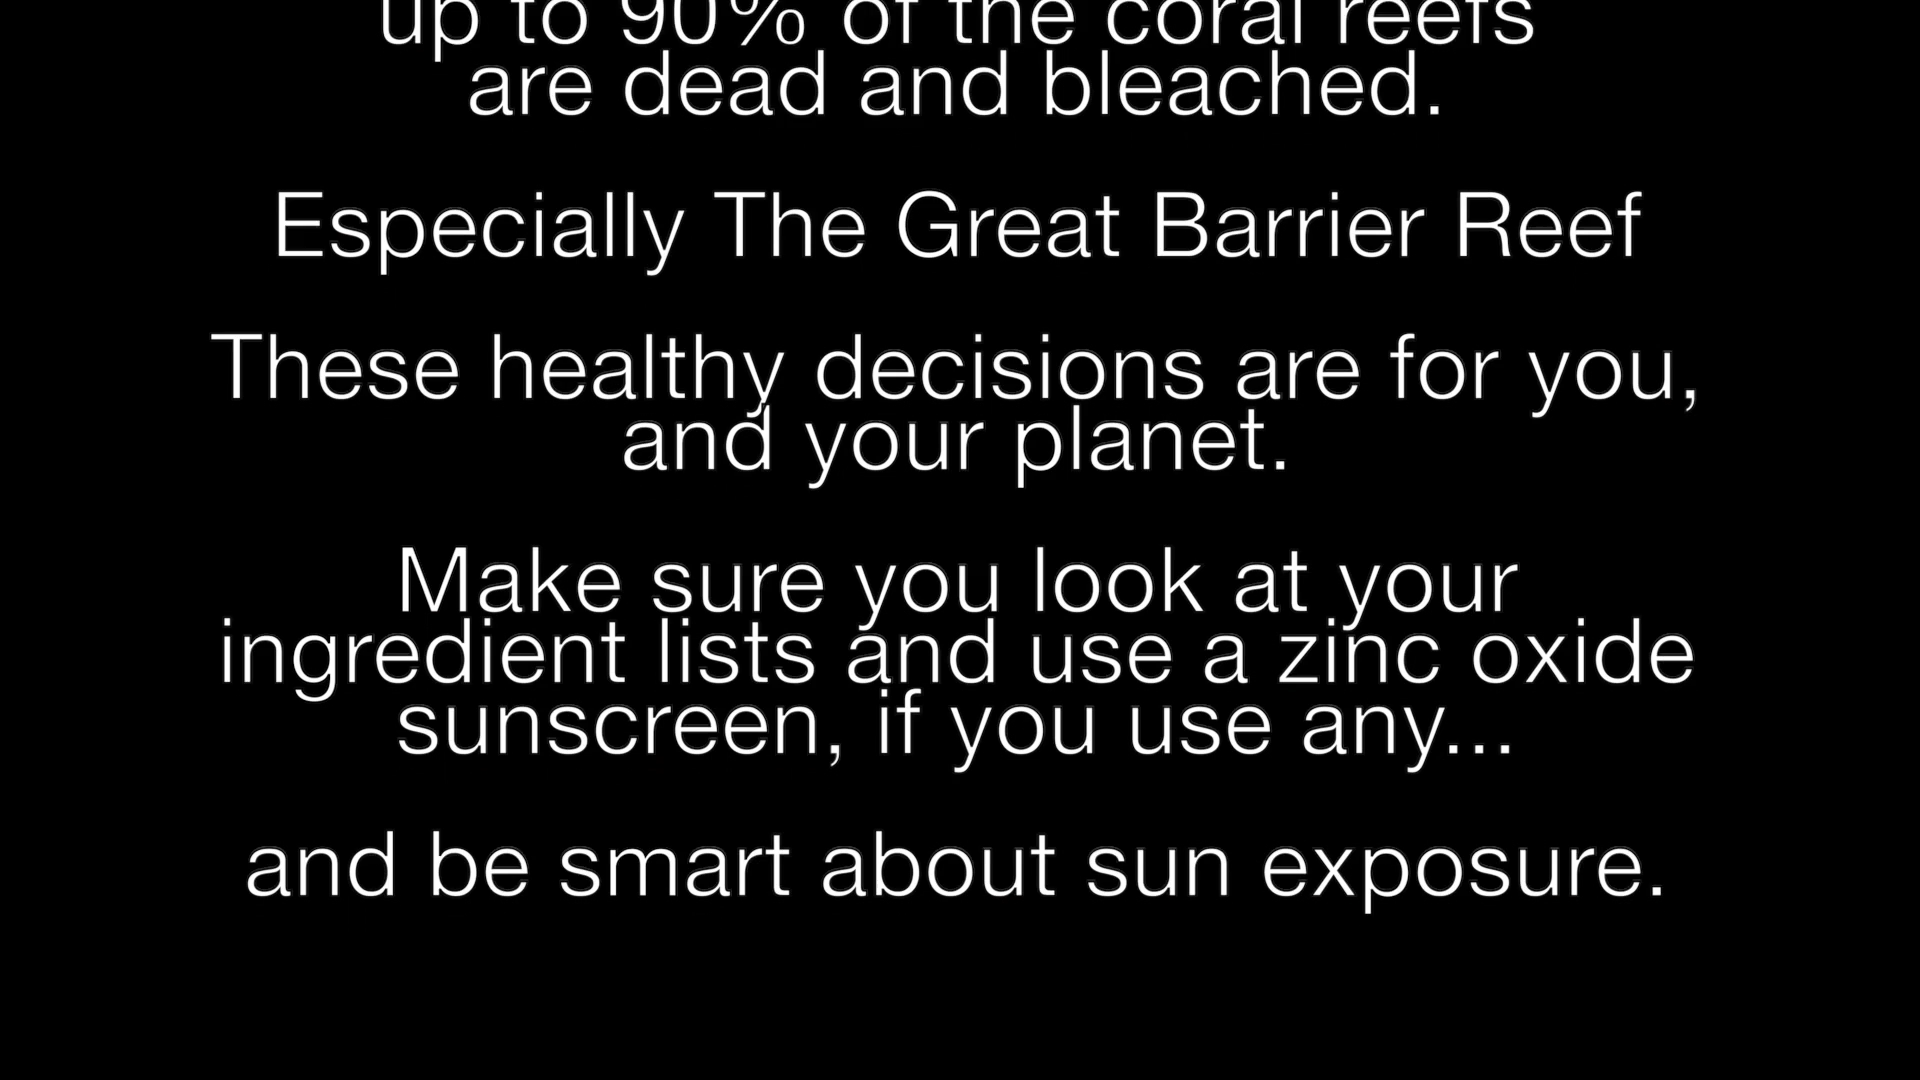 up to 90% of the coral reefs
are dead and bleached.
Especially The Great Barrier Reef
These healthy decisions are for you,
and your planet.
Make sure you look at your
ingredient lists and use a zinc oxide
sunscreen, if you use any...
and be smart about sun exposure.